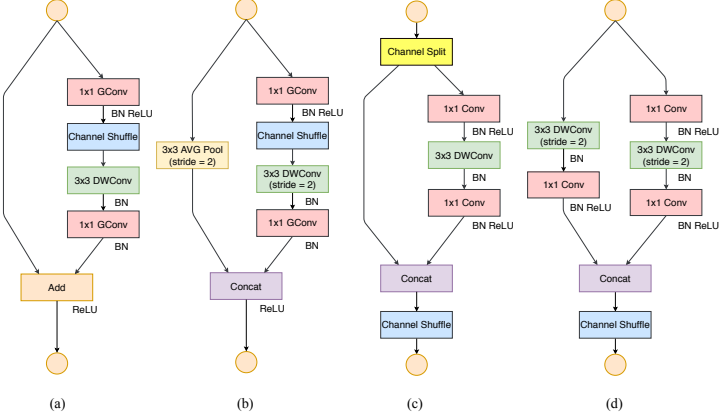 1x1 GConv
BN ReLU
Channel Shuffle
3x3 DWConv
BN
1x1 GConv
BN
Add
ReLU
(a)
1x1 GConv
BN ReLU
3x3 AVG Pool
(stride = 2)
Channel Shuffle
3x3 DWConv
(stride = 2)
BN
1x1 GConv
BN
Concat
ReLU
(b)
Channel Split
1x1 Conv
BN ReLU
3x3 DWConv
BN
1x1 Conv
BN ReLU
Concat
Channel Shuffle
(c)
3x3 DWConv
(stride = 2)
BN
1x1 Conv
BN ReLU
1x1 Conv
BN ReLU
3x3 DWConv
(stride = 2)
BN
1x1 Conv
BN ReLU
Concat
Channel Shuffle
(d)